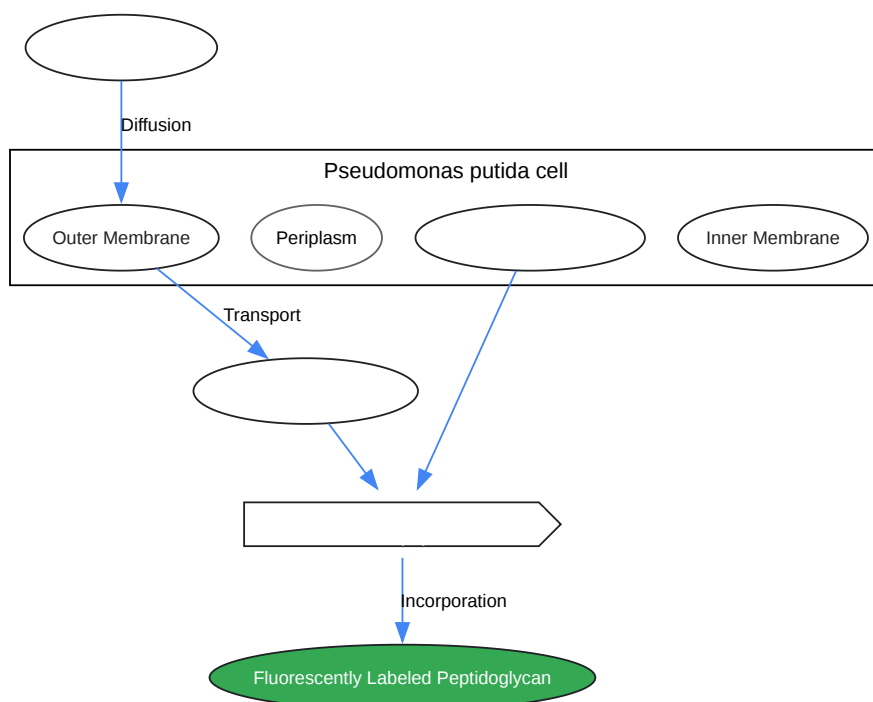 Diffusion
Pseudomonas putida cell
Outer Membrane
Periplasm
Inner Membrane
Transport
Incorporation
Fluorescently Labeled Peptidoglycan